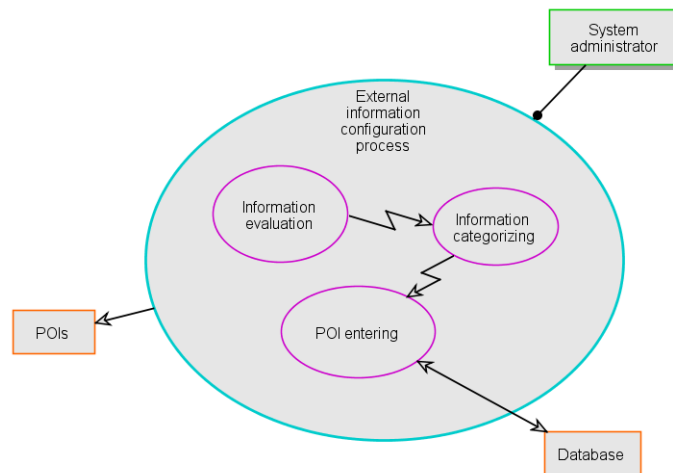 System
administrator
External
information
configuration
process
Information
evaluation
Information
categorizing
POIs
POI entering
Database